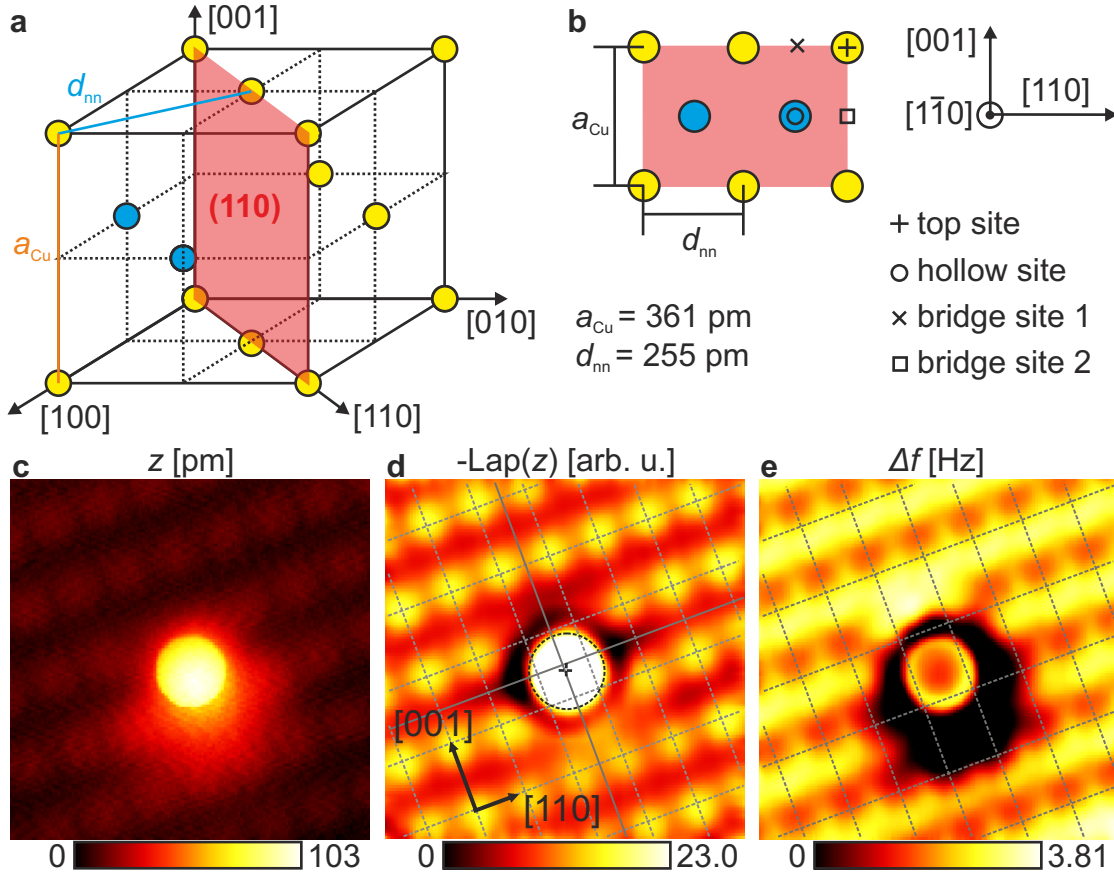 a
[001]
d_nn
(110)
a_Cu
[010]
[100]
[110]
b
a_Cu
d_nn
[001]
[11̄0]
[110]
a_Cu = 361 pm
d_nn = 255 pm
+ top site
○ hollow site
× bridge site 1
□ bridge site 2
c
z [pm]
0
103
d
-Lap(z) [arb. u.]
[001]
[110]
0
23.0
e
Δf [Hz]
0
3.81